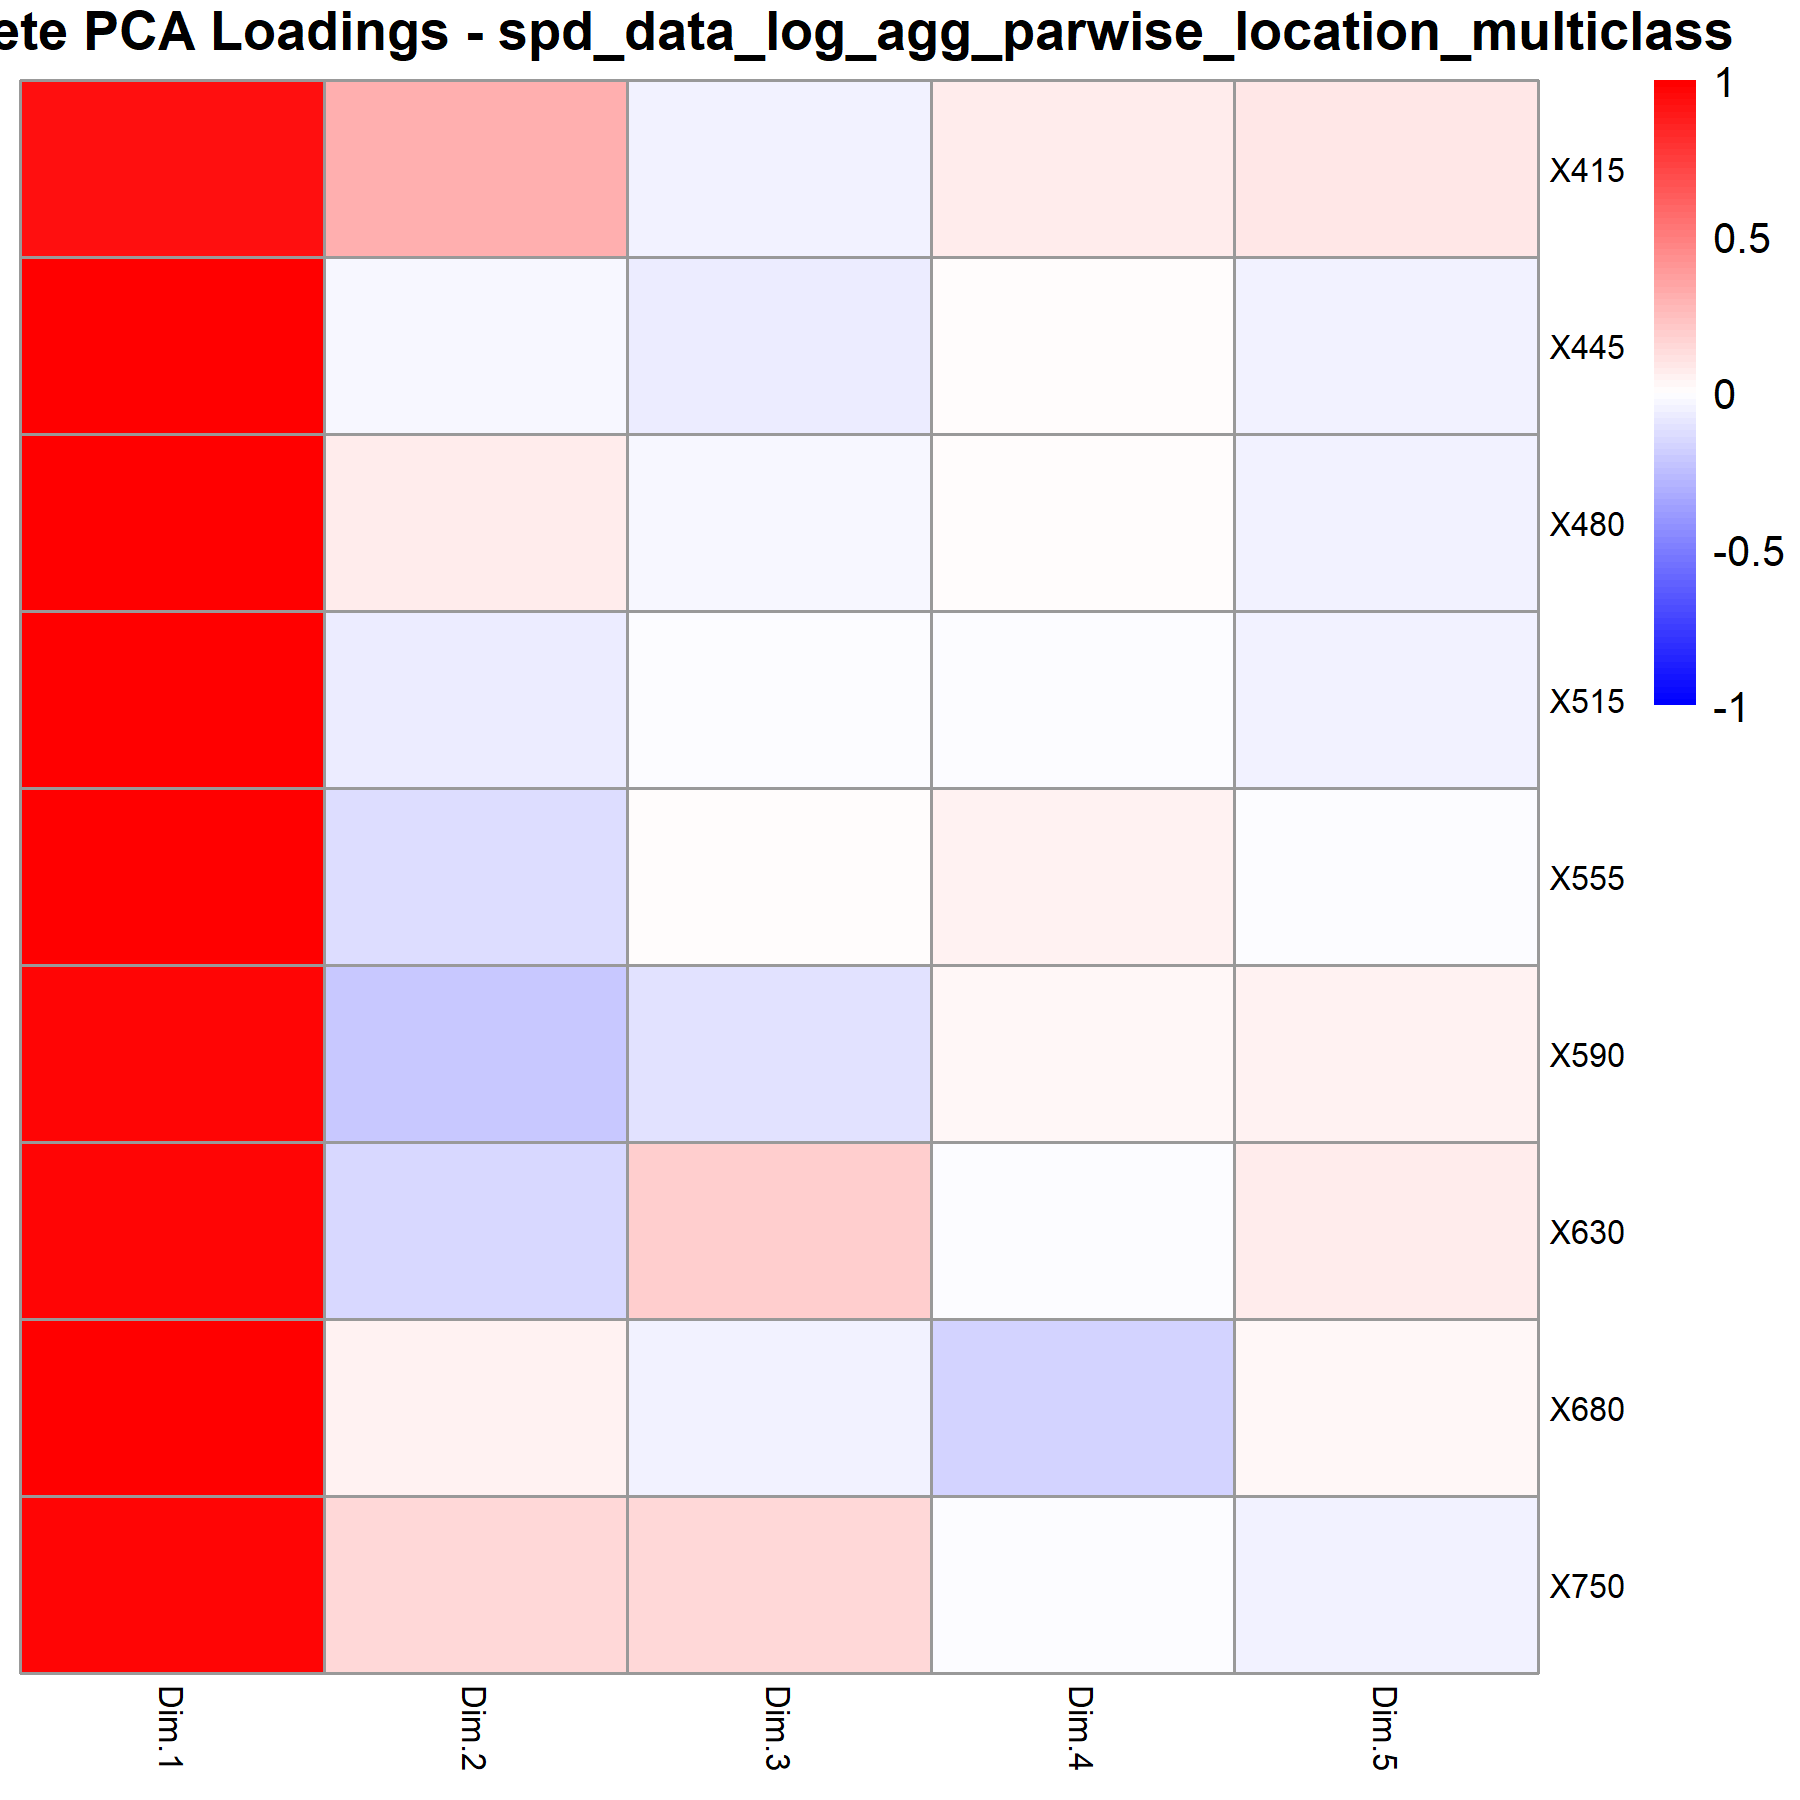 ete PCA Loadings - spd_data_log_agg_parwise_location_multiclass
1
0.5
0
-0.5
-1
X415
X445
X480
X515
X555
X590
X630
X680
X750
Dim.1
Dim.2
Dim.3
Dim.4
Dim.5